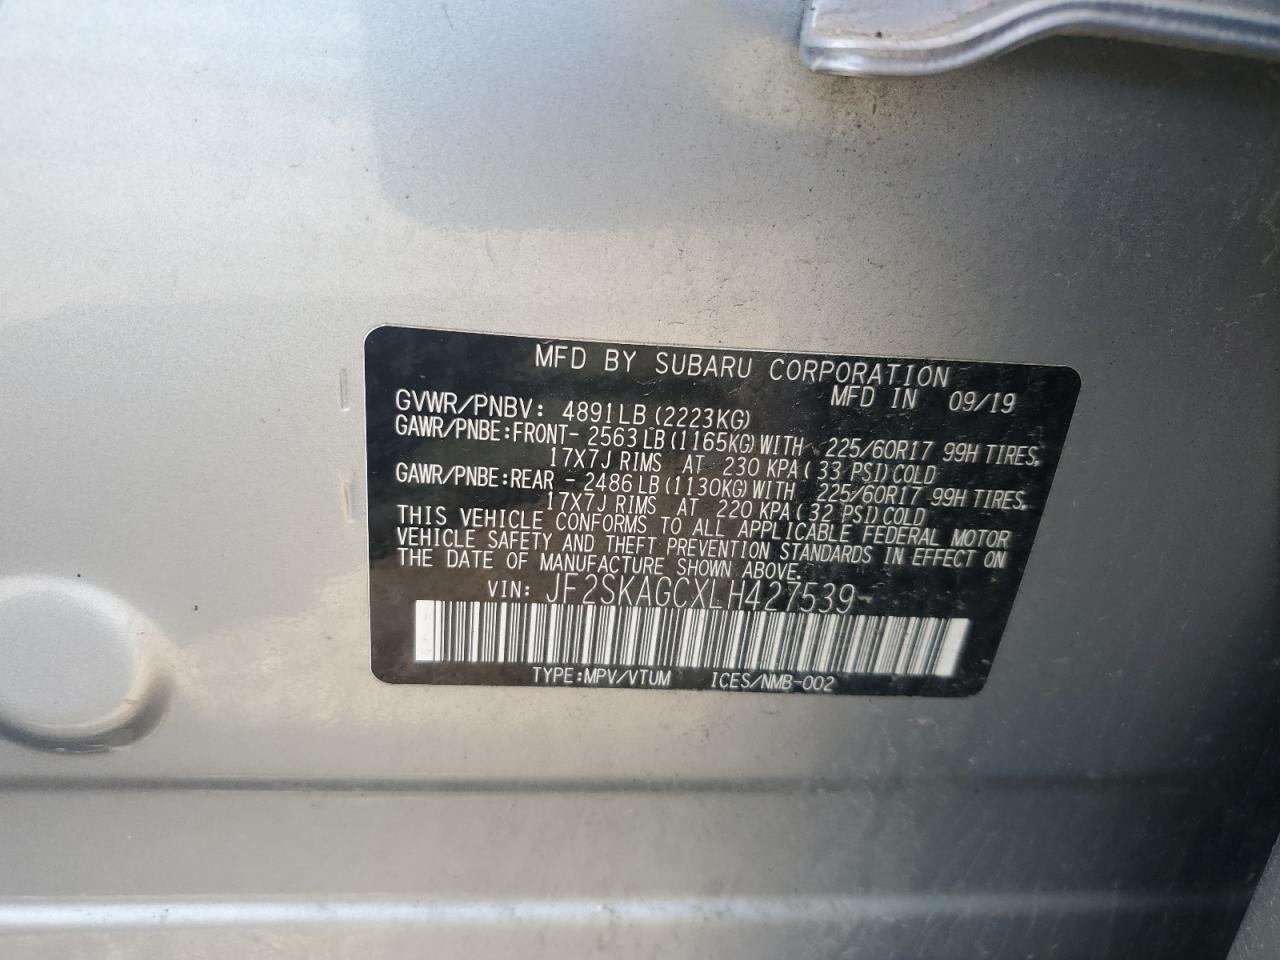 MFD BY SUBARU CORPORATION
MFD IN 09/19
GVWR/PNBV: 4891LB (2223KG)
GAWR/PNBE:FRONT- 2563LB (1165KG) WITH 225/60R17 99H TIRES,
17X7J RIMS AT 230 KPA (33 PSI) COLD
GAWR/PNBE:REAR - 2486LB (1130KG) WITH 225/60R17 99H TIRES,
17X7J RIMS AT 220 KPA (32 PSI) COLD
THIS VEHICLE CONFORMS TO ALL APPLICABLE FEDERAL MOTOR
VEHICLE SAFETY AND THEFT PREVENTION STANDARDS IN EFFECT ON
THE DATE OF MANUFACTURE SHOWN ABOVE.
VIN: JF2SKAGCXLH427539
TYPE:MPV/VTUM ICES/NMB-002